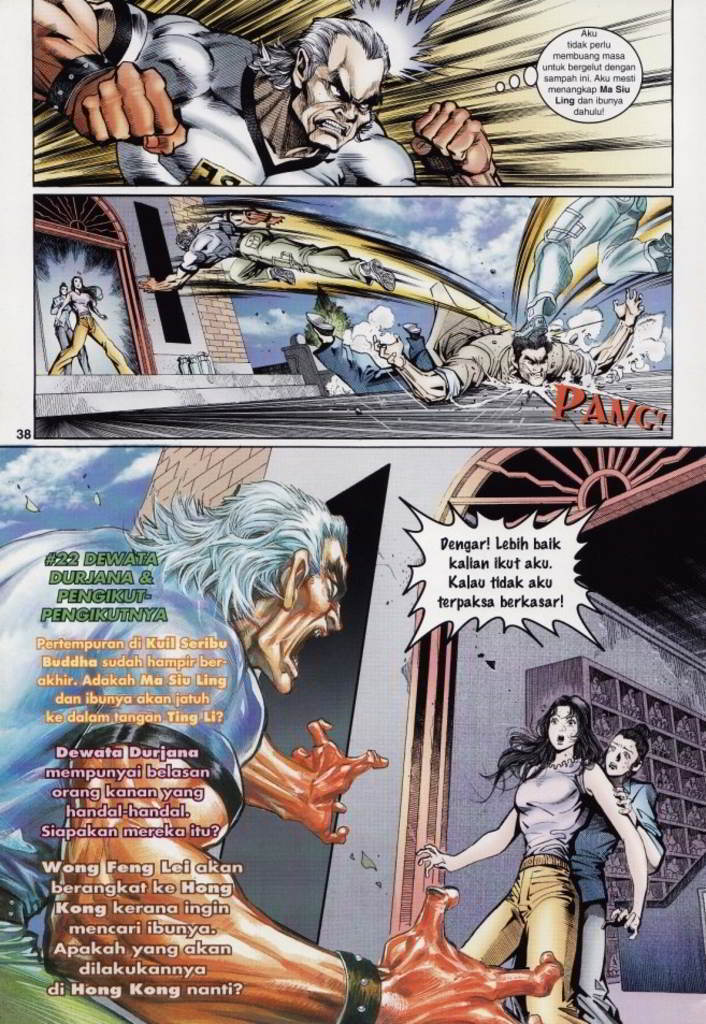 Aku
tidak perlu
membuang masa
untuk bergelut dengan
sampah ini. Aku mesti
menangkap Ma Siu
Ling dan ibunya
dahulu!
PANG!
38
Dengar! Lebih baik
kalian ikut aku.
Kalau tidak aku
terpaksa berkasar!
#22 DEWATA
DURJANA &
PENGIKUT-
PENGIKUTNYA
Pertempuran di Kuil Seribu
Buddha sudah hampir ber-
akhir. Adakah Ma Siu Ling
dan ibunya akan jatuh
ke dalam tangan Ting Li?
Dewata Durjana
mempunyai belasan
orang kanan yang
handal-handal.
Siapakan mereka itu?
Wong Feng Lei akan
berangkat ke Hong
Kong kerana ingin
mencari ibunya.
Apakah yang akan
dilakukannya
di Hong Kong nanti?